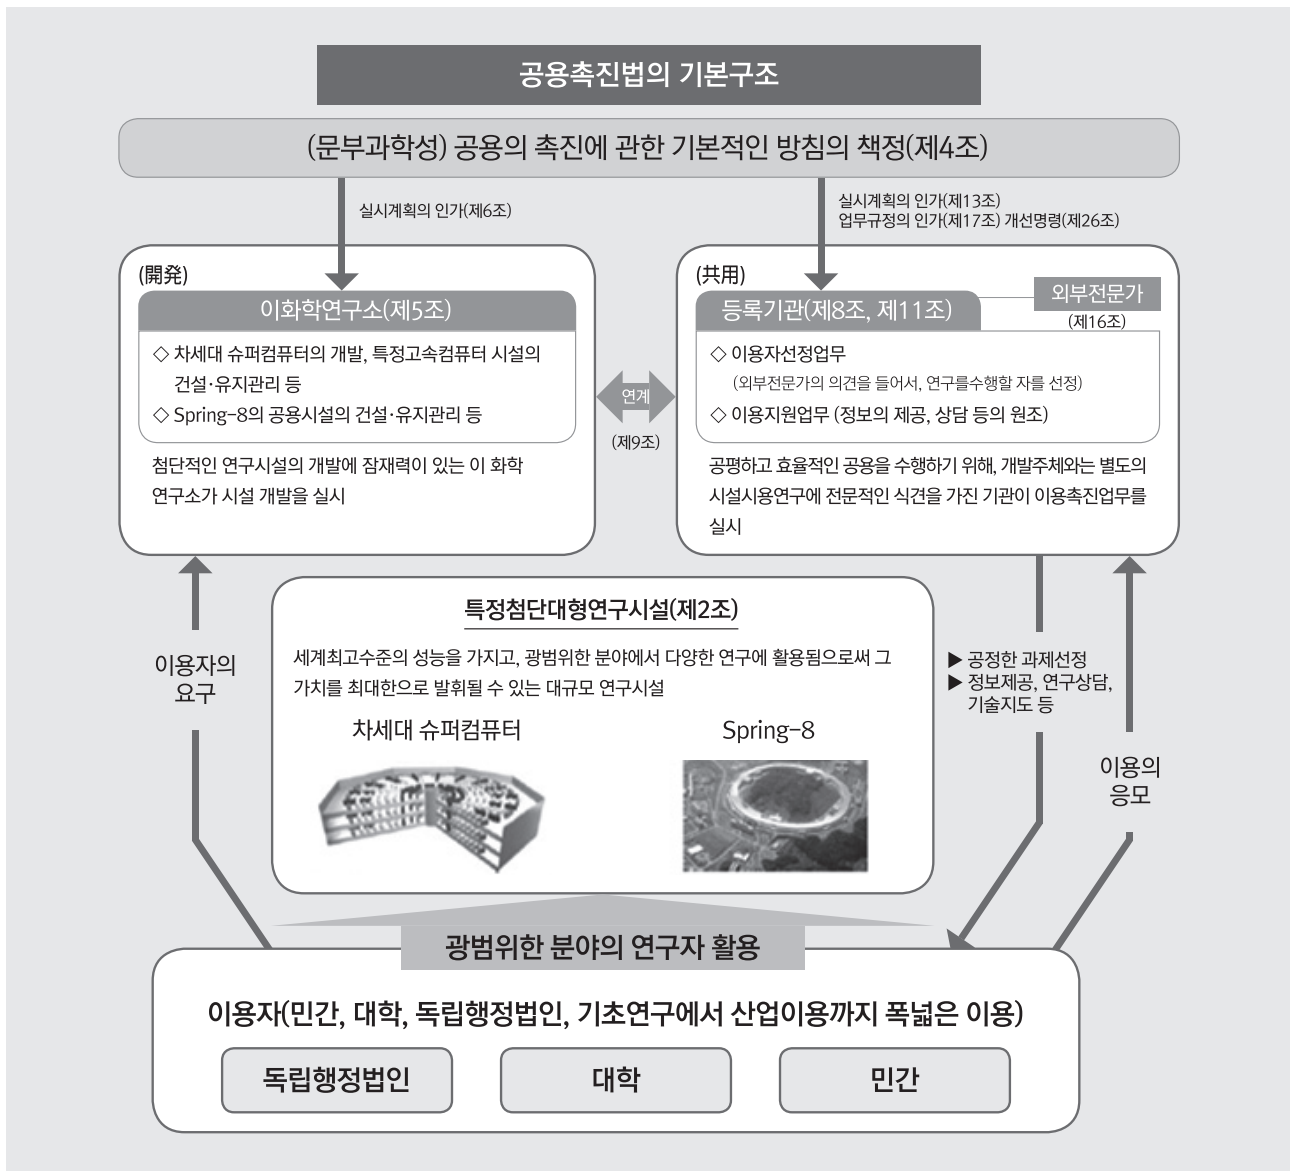 공용촉진법의 기본구조
(문부과학성) 공용의 촉진에 관한 기본적인 방침의 책정(제4조)
실시계획의 인가(제6조)
실시계획의 인가(제13조)
업무규정의 인가(제17조) 개선명령(제26조)
(開発)
이화학연구소(제5조)
◇ 차세대 슈퍼컴퓨터의 개발, 특정고속컴퓨터 시설의
건설·유지관리 등
◇ Spring-8의 공용시설의 건설·유지관리 등
첨단적인 연구시설의 개발에 잠재력이 있는 이 화학
연구소가 시설 개발을 실시
연계
(제9조)
(共用)
등록기관(제8조, 제11조)
외부전문가
(제16조)
◇ 이용자선정업무
(외부전문가의 의견을 들어서, 연구를수행할 자를 선정)
◇ 이용지원업무 (정보의 제공, 상담 등의 원조)
공평하고 효율적인 공용을 수행하기 위해, 개발주체와는 별도의
시설시용연구에 전문적인 식견을 가진 기관이 이용촉진업무를
실시
이용자의
요구
특정첨단대형연구시설(제2조)
세계최고수준의 성능을 가지고, 광범위한 분야에서 다양한 연구에 활용됨으로써 그
가치를 최대한으로 발휘될 수 있는 대규모 연구시설
차세대 슈퍼컴퓨터
Spring-8
▶ 공정한 과제선정
▶ 정보제공, 연구상담,
기술지도 등
이용의
응모
광범위한 분야의 연구자 활용
이용자(민간, 대학, 독립행정법인, 기초연구에서 산업이용까지 폭넓은 이용)
독립행정법인
대학
민간